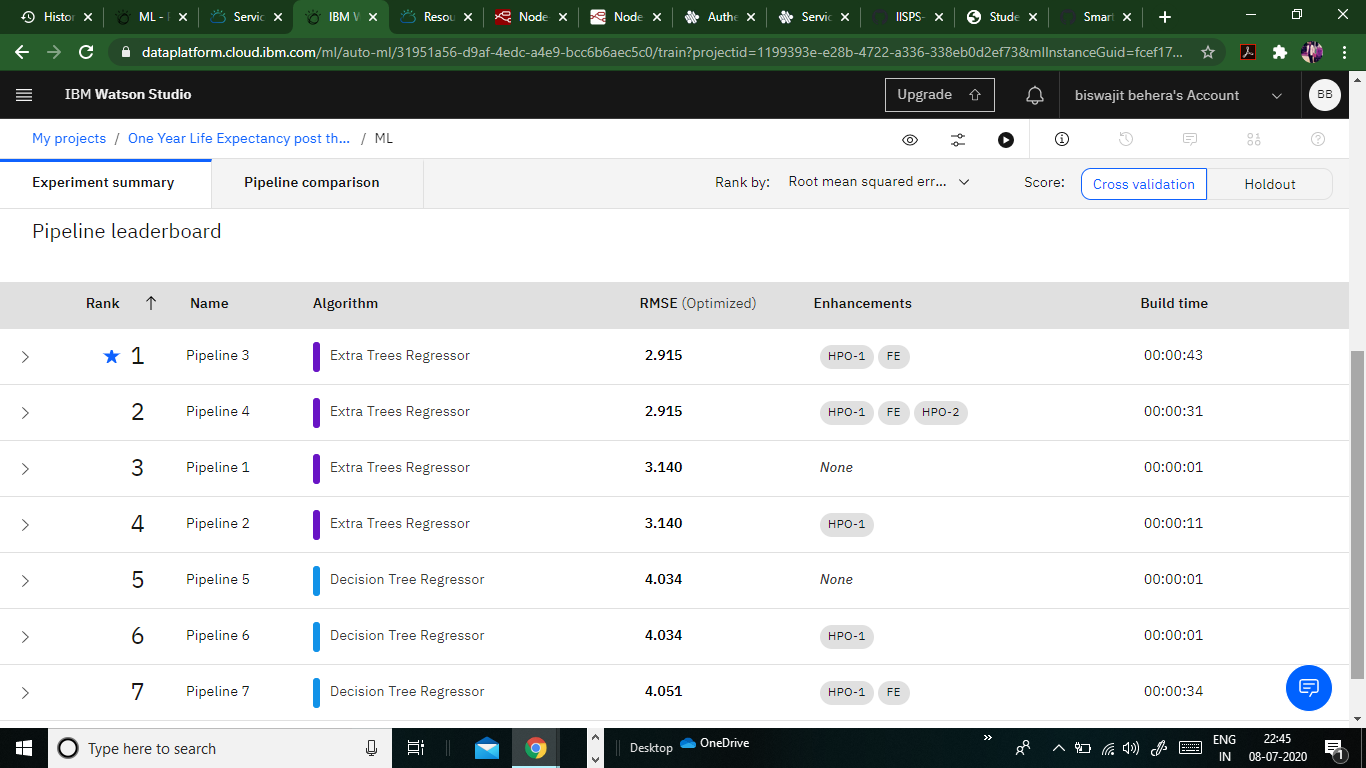 Histor ML - Servic IBM W Resou Node Node Authe Servic IISPS- Stude Smar
dataplatform.cloud.ibm.com/ml/auto-ml/31951a56-d9af-4edc-a4e9-bcc6b6aec5c0/train?projectid=1199393e-e28b-4722-a336-338eb0d2ef73&mlInstanceGuid=fcef17...
IBM Watson Studio Upgrade biswajit behera's Account BB
My projects / One Year Life Expectancy post th... / ML
Experiment summary Pipeline comparison Rank by: Root mean squared err... Score: Cross validation Holdout
Pipeline leaderboard
Rank Name Algorithm RMSE (Optimized) Enhancements Build time
1 Pipeline 3 Extra Trees Regressor 2.915 HPO-1 FE 00:00:43
2 Pipeline 4 Extra Trees Regressor 2.915 HPO-1 FE HPO-2 00:00:31
3 Pipeline 1 Extra Trees Regressor 3.140 None 00:00:01
4 Pipeline 2 Extra Trees Regressor 3.140 HPO-1 00:00:11
5 Pipeline 5 Decision Tree Regressor 4.034 None 00:00:01
6 Pipeline 6 Decision Tree Regressor 4.034 HPO-1 00:00:01
7 Pipeline 7 Decision Tree Regressor 4.051 HPO-1 FE 00:00:34
Type here to search Desktop OneDrive ENG 22:45
IN 08-07-2020 1